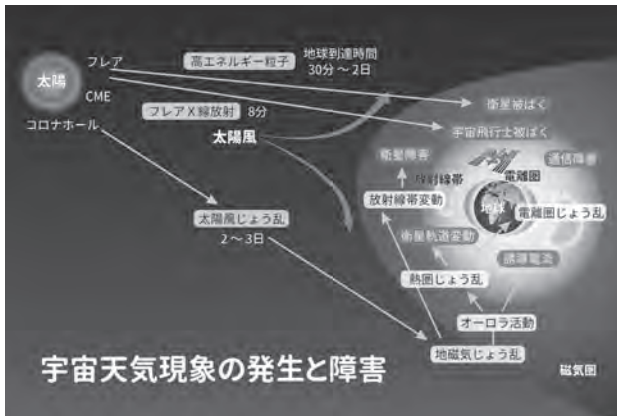 フレア
高エネルギー粒子
地球到達時間
30分～2日
太陽
CME
衛星被ばく
フレアX線放射
8分
コロナホール
太陽風
宇宙飛行士被ばく
衛星障害
通信障害
放射線帯
電離圏
放射線帯変動
地球
電離圏じょう乱
太陽風じょう乱
2～3日
衛星軌道変動
誘導電流
熱圏じょう乱
オーロラ活動
地磁気じょう乱
宇宙天気現象の発生と障害
磁気圏